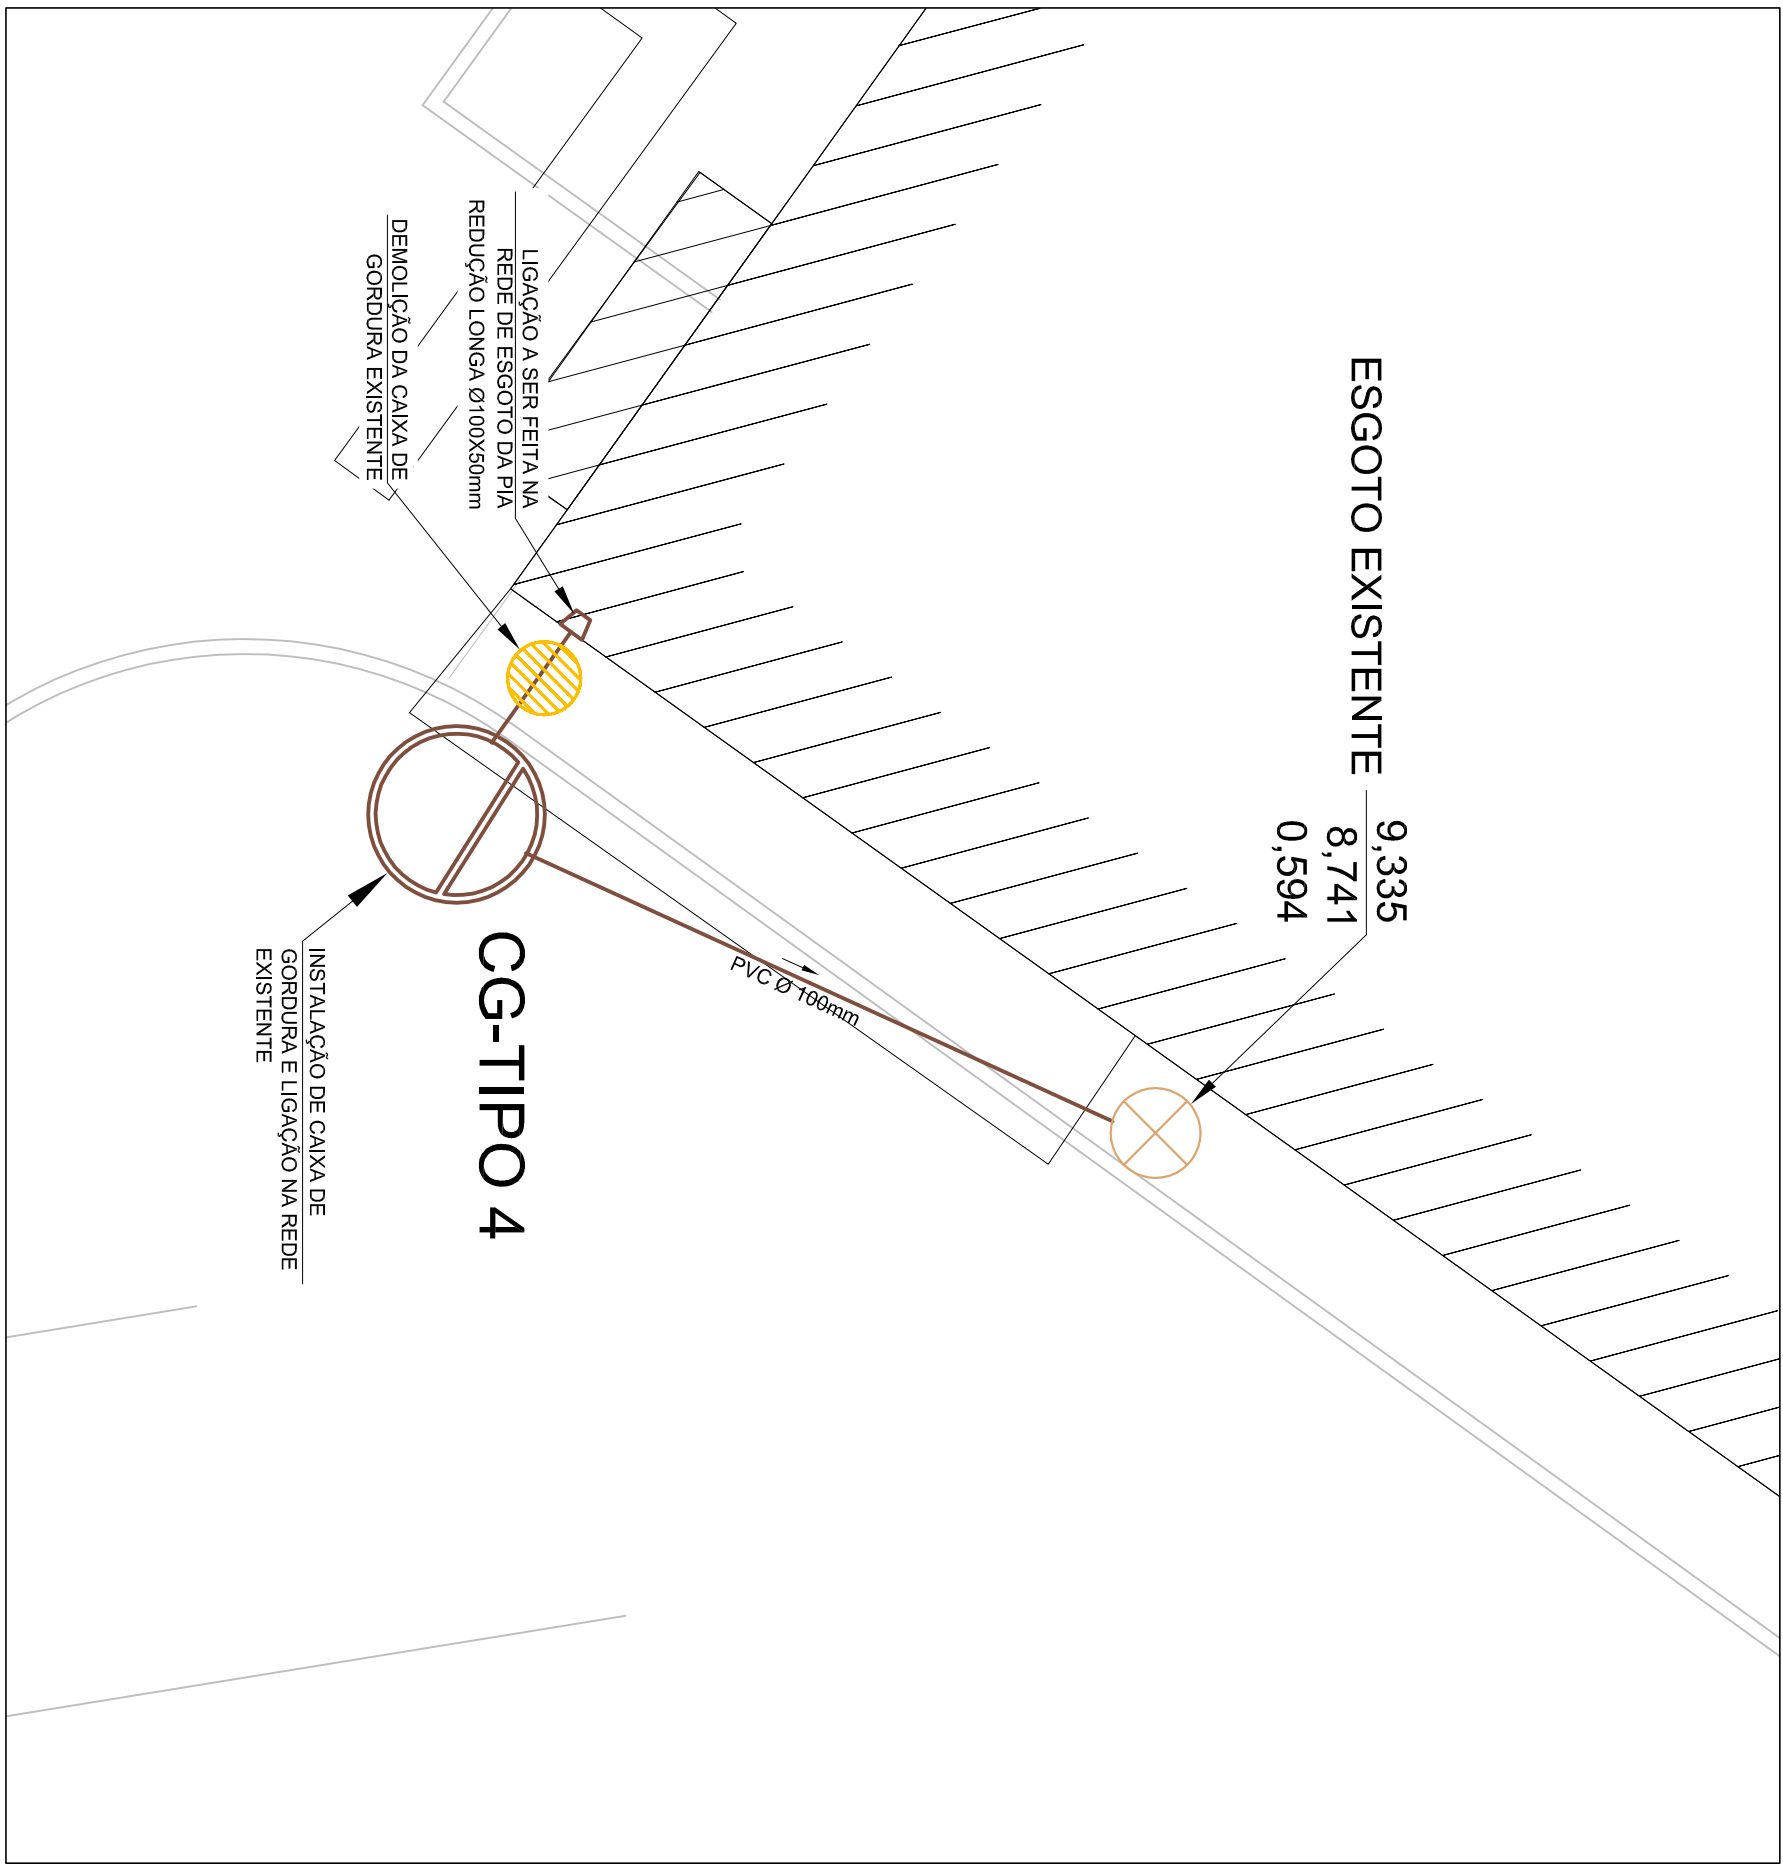 ESGOTO EXISTENTE
9,335
8,741
0,594
LIGAÇÃO A SER FEITA NA
REDE DE ESGOTO DA PIA
REDUÇÃO LONGA Ø100X50mm
DEMOLIÇÃO DA CAIXA DE
GORDURA EXISTENTE
PVC Ø 100mm
CG-TIPO 4
INSTALAÇÃO DE CAIXA DE
GORDURA E LIGAÇÃO NA REDE
EXISTENTE